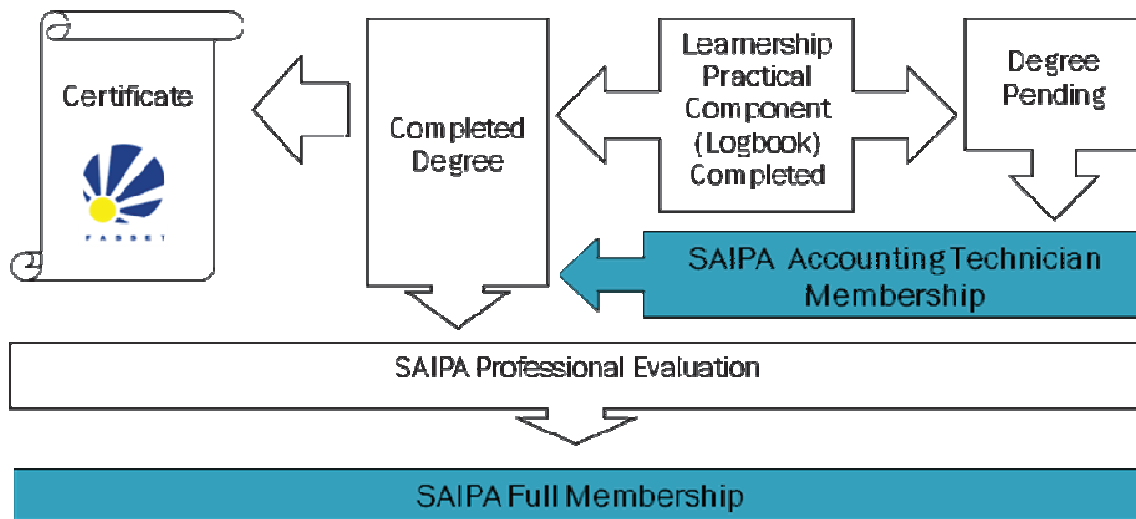 Certificate
FASSET
Completed
Degree
Learnership
Practical
Component
(Logbook)
Completed
Degree
Pending
SAIPA Accounting Technician
Membership
SAIPA Professional Evaluation
SAIPA Full Membership